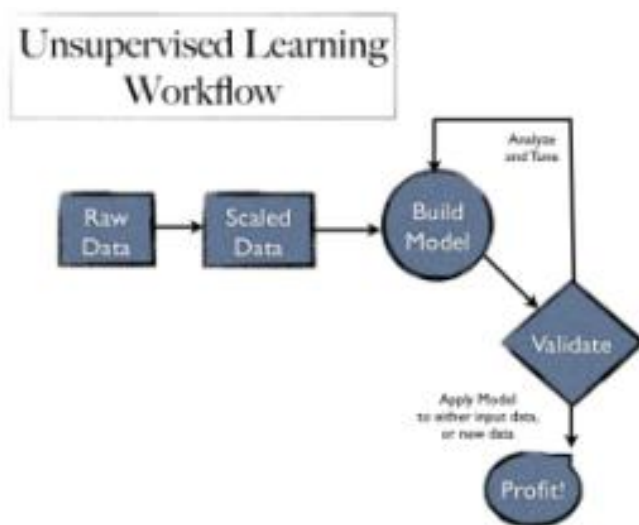 Unsupervised Learning
Workflow
Analyze
and Tune
Raw
Data
Scaled
Data
Build
Model
Validate
Apply Model
to either input data,
or new data
Profit!